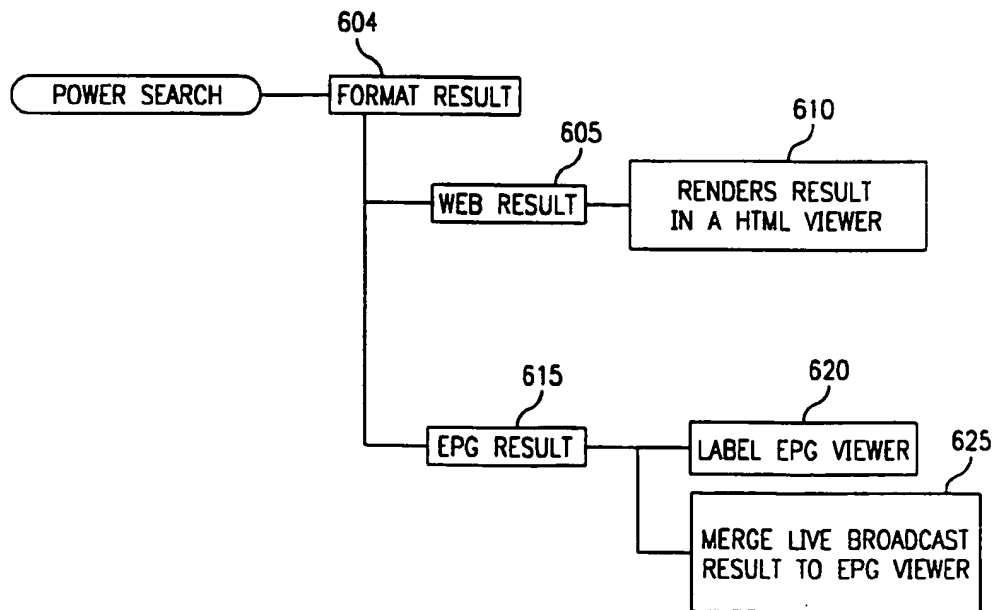 604
POWER SEARCH
FORMAT RESULT
610
605
WEB RESULT
RENDERS RESULT
IN A HTML VIEWER
615
620
EPG RESULT
LABEL EPG VIEWER
625
MERGE LIVE BROADCAST
RESULT TO EPG VIEWER